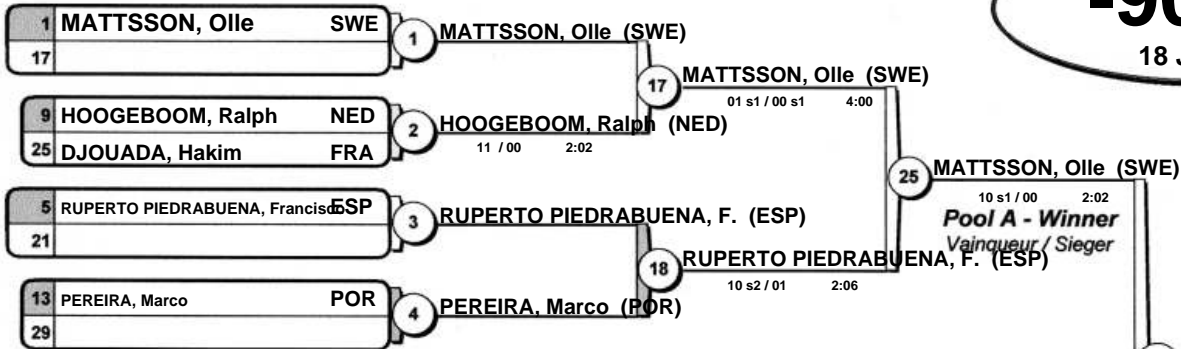 -90
18 J
1 MATTSSON, Olle SWE
17
1 MATTSSON, Olle (SWE)
9 HOOGEBOOM, Ralph NED
25 DJOUADA, Hakim FRA
2 HOOGEBOOM, Ralph (NED)
11 / 00 2:02
17 MATTSSON, Olle (SWE)
01 s1 / 00 s1 4:00
5 RUPERTO PIEDRABUENA, Francisco ESP
21
3 RUPERTO PIEDRABUENA, F. (ESP)
13 PEREIRA, Marco POR
29
4 PEREIRA, Marco (POR)
18 RUPERTO PIEDRABUENA, F. (ESP)
10 s2 / 01 2:06
25 MATTSSON, Olle (SWE)
10 s1 / 00 2:02
Pool A - Winner
Vainqueur / Sieger